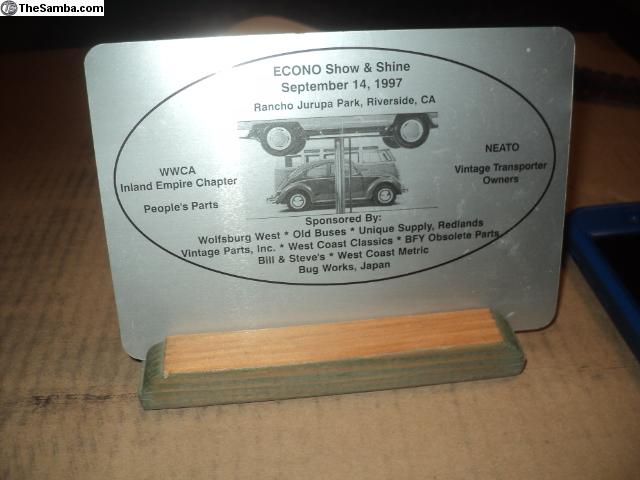 TheSamba.com
ECONO Show & Shine
September 14, 1997
Rancho Jurupa Park, Riverside, CA
WWCA
Inland Empire Chapter
People's Parts
NEATO
Vintage Transporter
Owners
Sponsored By:
Wolfsburg West * Old Buses * Unique Supply, Redlands
Vintage Parts, Inc. * West Coast Classics * BFY Obsolete Parts
Bill & Steve's * West Coast Metric
Bug Works, Japan